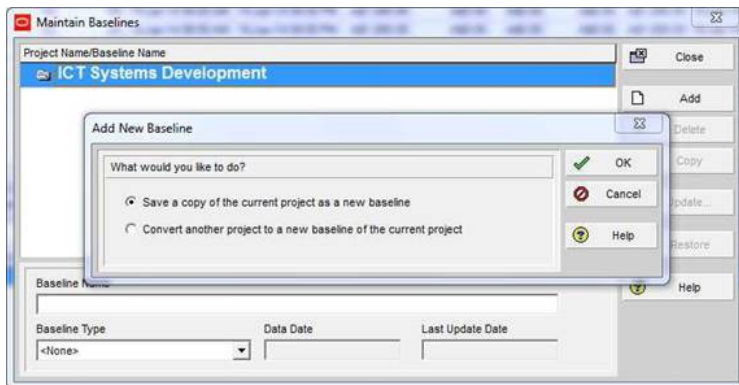 Maintain Baselines
Project Name/Baseline Name
ICT Systems Development
Close
Add
Delete
Copy
Update...
Restore
Help
Add New Baseline
What would you like to do?
Save a copy of the current project as a new baseline
Convert another project to a new baseline of the current project
OK
Cancel
Help
Baseline Name
Baseline Type
Data Date
Last Update Date
<None>